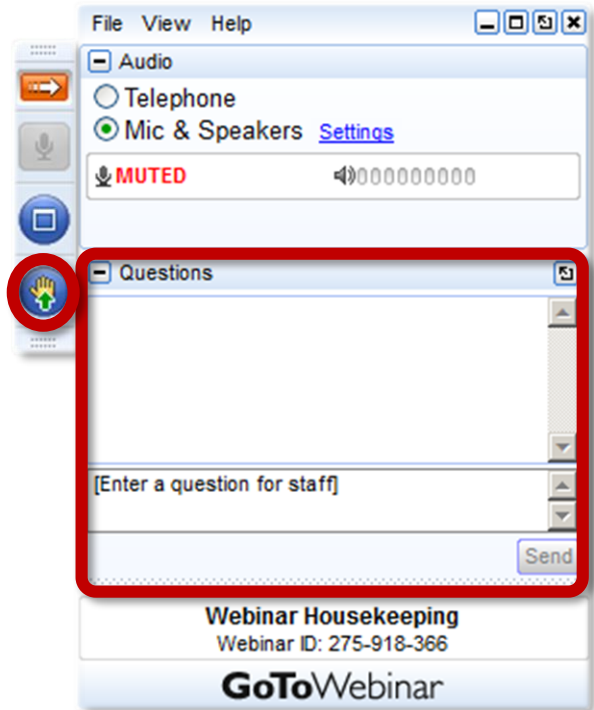 File View Help
Audio
Telephone
Mic & Speakers Settings
MUTED 000000000
Questions
[Enter a question for staff]
Send
Webinar Housekeeping
Webinar ID: 275-918-366
GoToWebinar